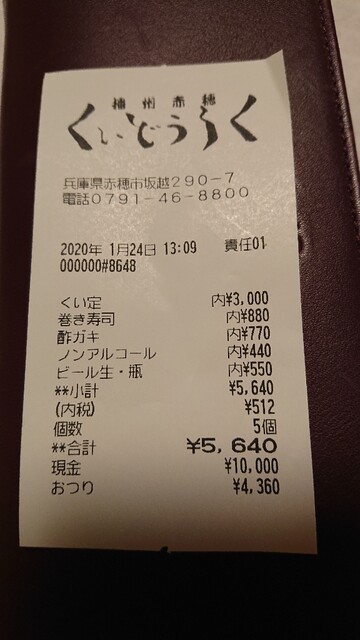 播州赤穂
くいどうらく
兵庫県赤穂市坂越290-7
電話0791-46-8800
2020年 1月24日 13:09 責任01
000000#8648
くい定 内¥3,000
巻き寿司 内¥880
酢ガキ 内¥770
ノンアルコール 内¥440
ビール生・瓶 内¥550
**小計 ¥5,640
(内税) ¥512
個数 5個
**合計 ¥5,640
現金 ¥10,000
おつり ¥4,360